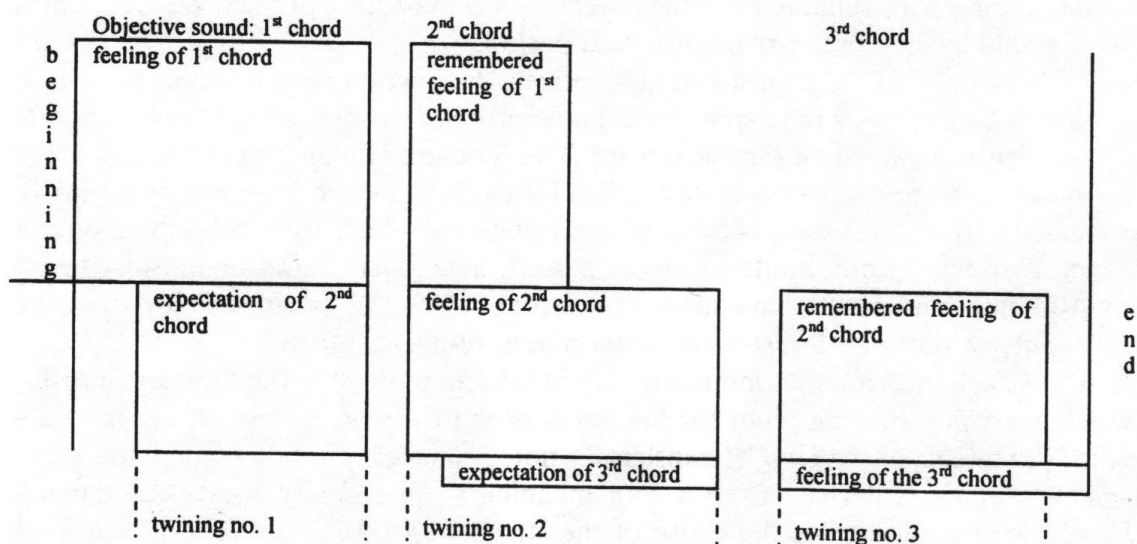 Objective sound: 1st chord
2nd chord
3rd chord
beginning
feeling of 1st chord
remembered
feeling of 1st
chord
expectation of 2nd
chord
feeling of 2nd chord
remembered feeling of
2nd chord
end
expectation of 3rd chord
feeling of the 3rd chord
twining no. 1
twining no. 2
twining no. 3